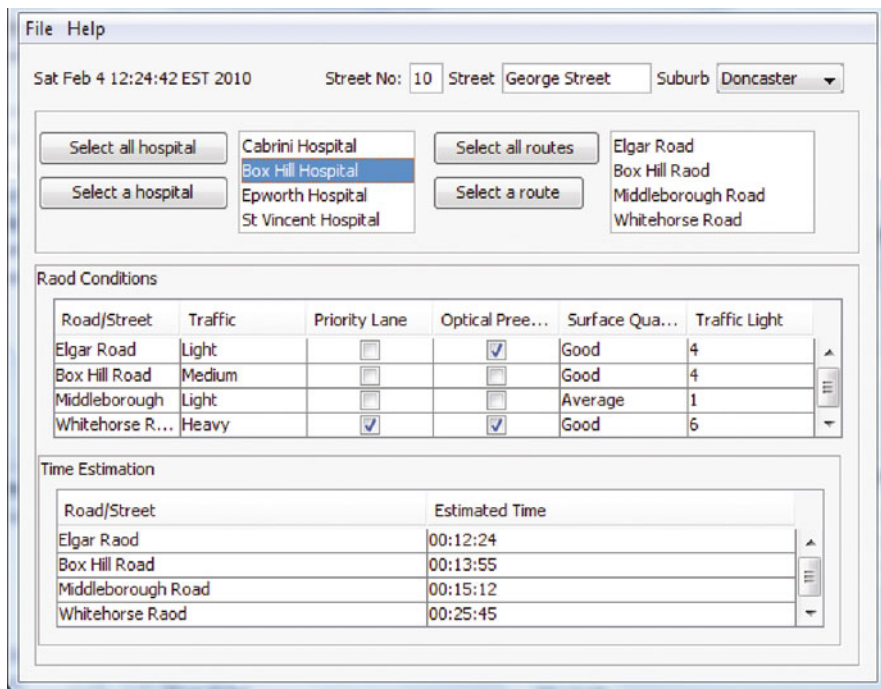 File Help
Sat Feb 4 12:24:42 EST 2010 Street No: 10 Street George Street Suburb Doncaster
Select all hospital
Select a hospital
Cabrini Hospital
Box Hill Hospital
Epworth Hospital
St Vincent Hospital
Select all routes
Select a route
Elgar Road
Box Hill Raod
Middleborough Road
Whitehorse Road
Raod Conditions
Road/Street Traffic Priority Lane Optical Pree... Surface Qua... Traffic Light
Elgar Road Light Good 4
Box Hill Road Medium Good 4
Middleborough Light Average 1
Whitehorse R... Heavy Good 6
Time Estimation
Road/Street Estimated Time
Elgar Raod 00:12:24
Box Hill Road 00:13:55
Middleborough Road 00:15:12
Whitehorse Raod 00:25:45